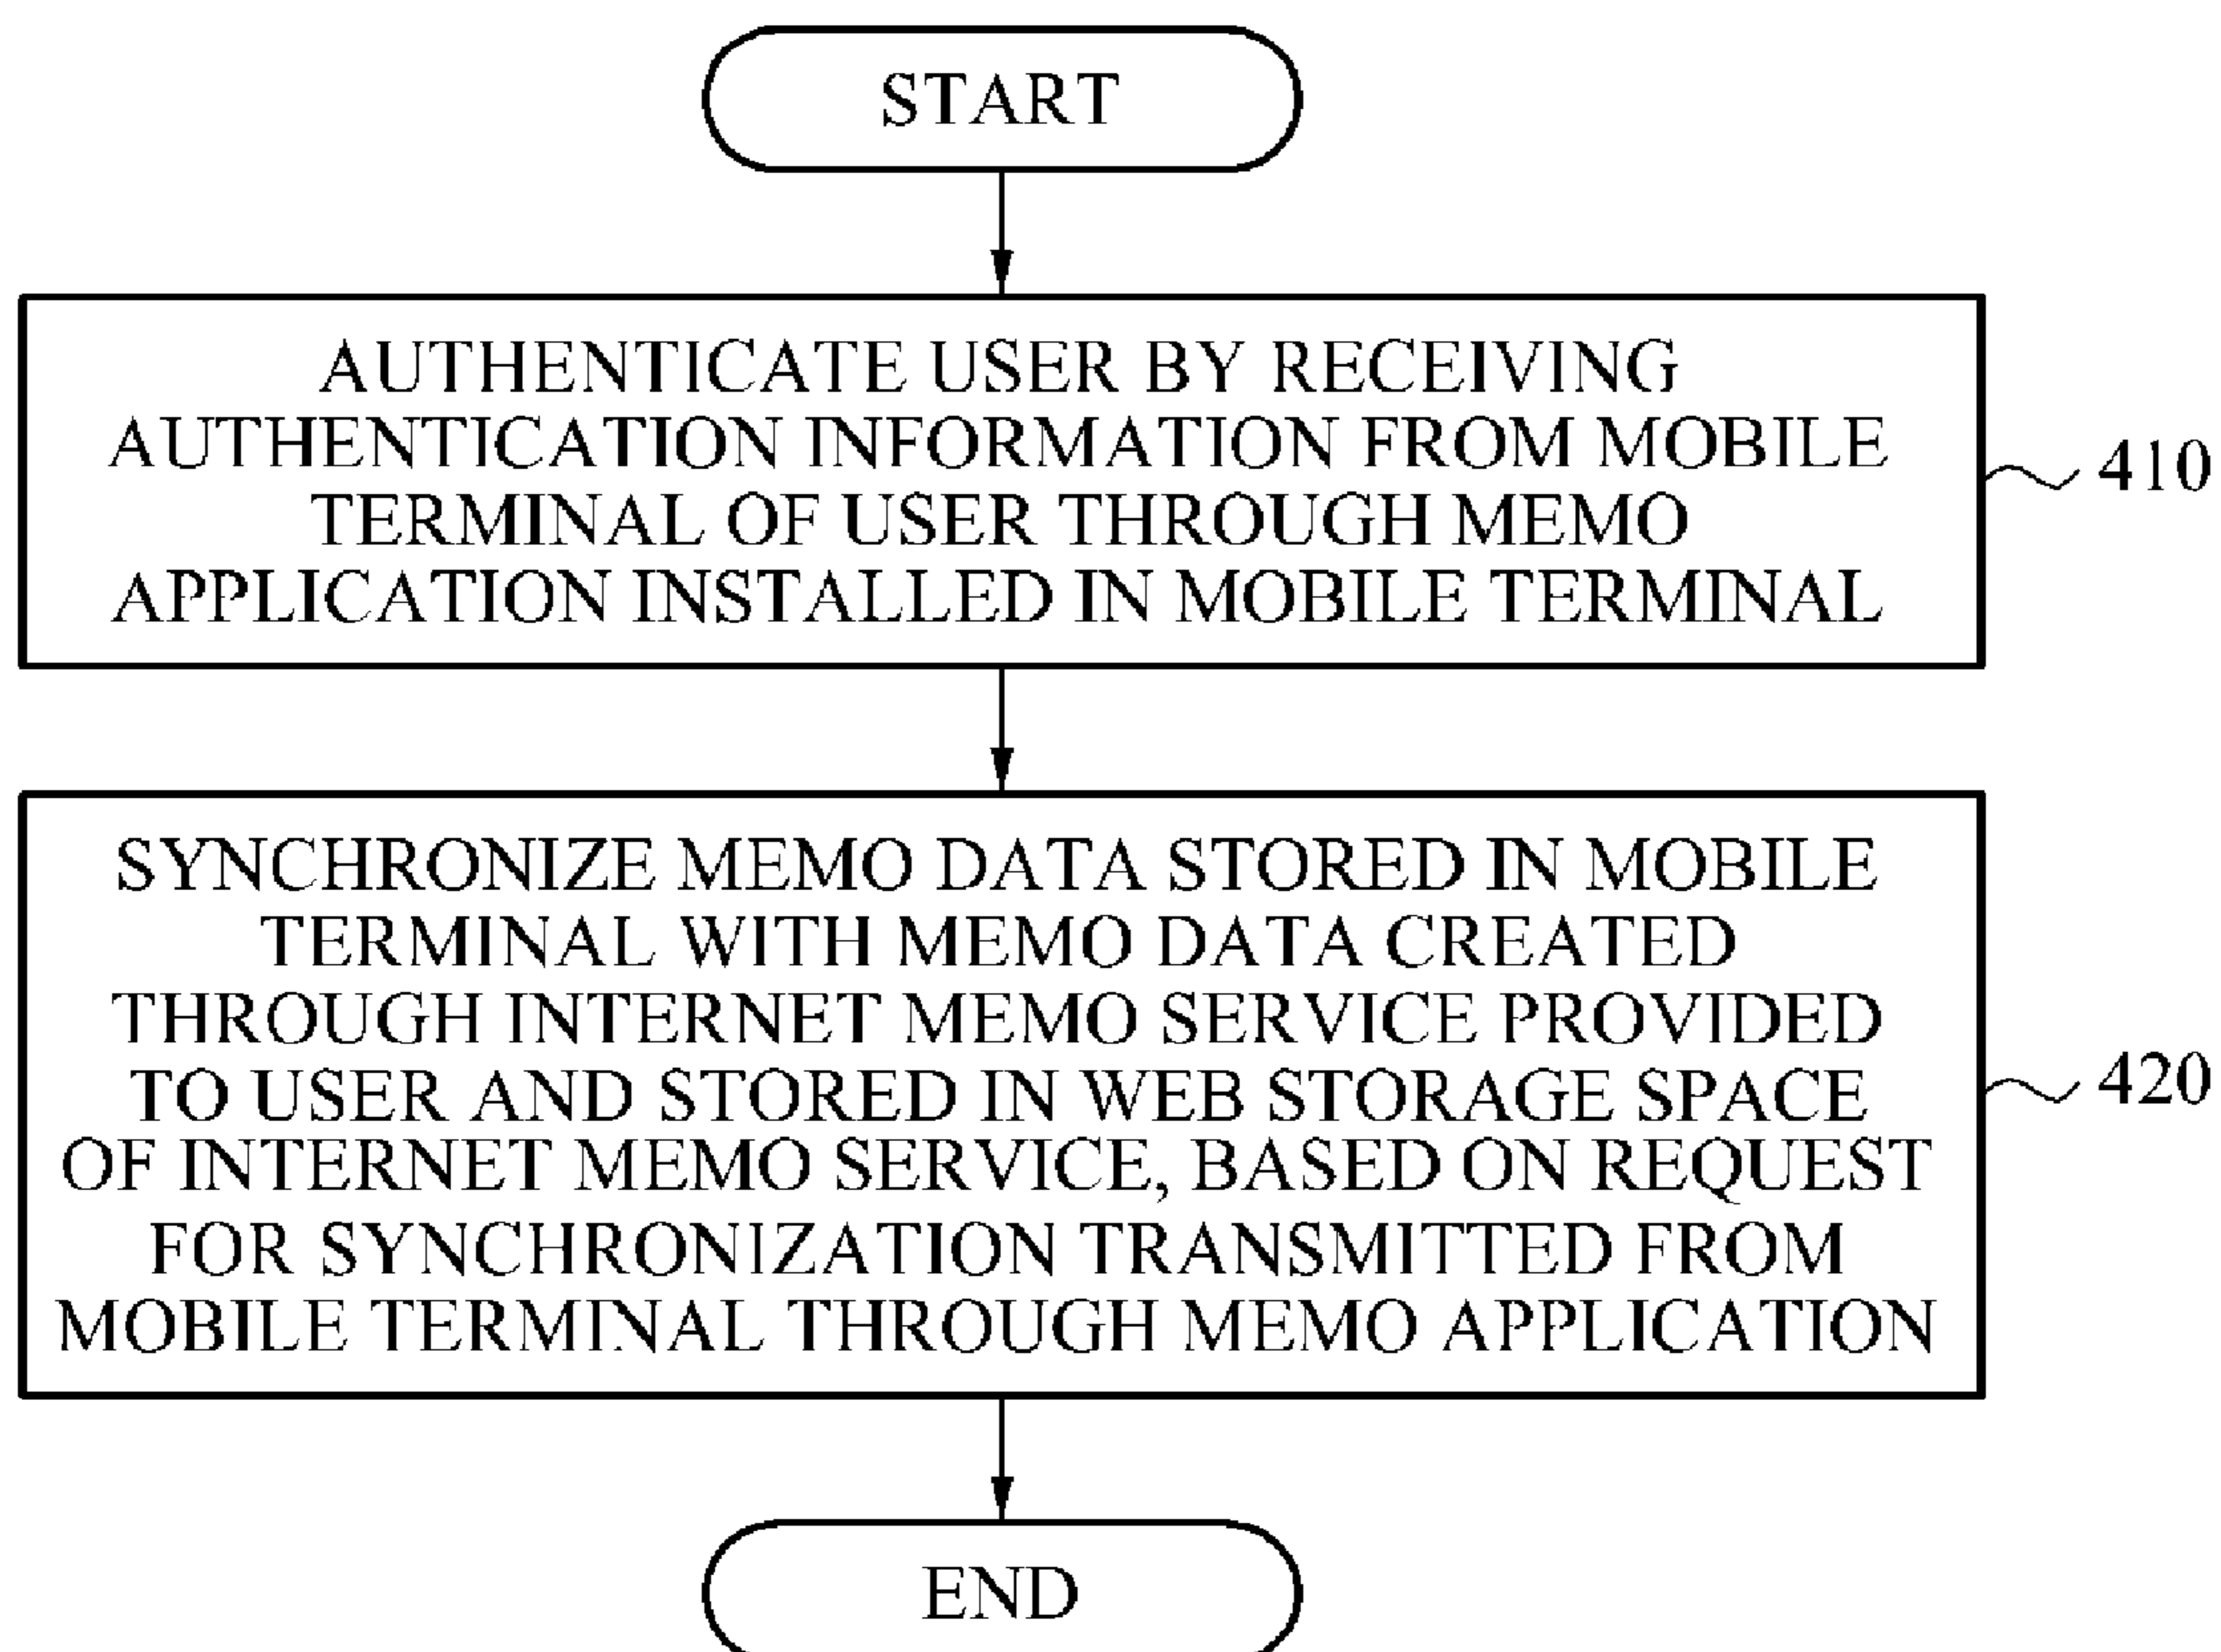 START
AUTHENTICATE USER BY RECEIVING
AUTHENTICATION INFORMATION FROM MOBILE
TERMINAL OF USER THROUGH MEMO
APPLICATION INSTALLED IN MOBILE TERMINAL
410
SYNCHRONIZE MEMO DATA STORED IN MOBILE
TERMINAL WITH MEMO DATA CREATED
THROUGH INTERNET MEMO SERVICE PROVIDED
TO USER AND STORED IN WEB STORAGE SPACE
OF INTERNET MEMO SERVICE, BASED ON REQUEST
FOR SYNCHRONIZATION TRANSMITTED FROM
MOBILE TERMINAL THROUGH MEMO APPLICATION
420
END